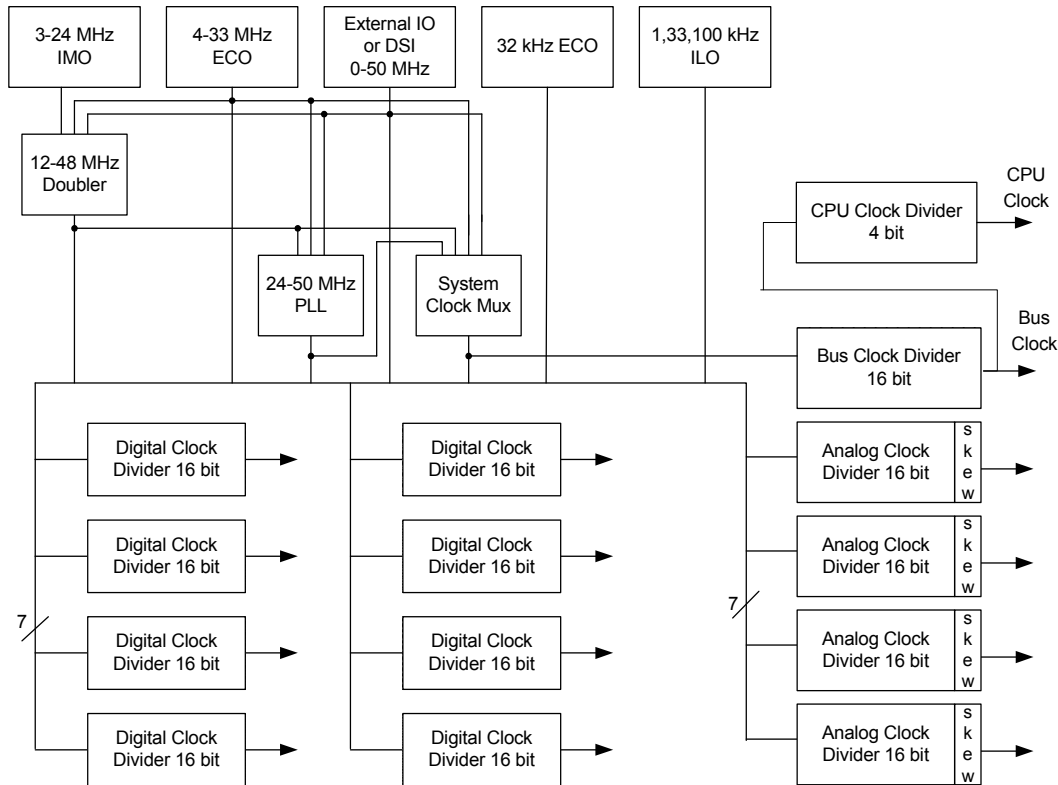 3-24 MHz
IMO
4-33 MHz
ECO
External IO
or DSI
0-50 MHz
32 kHz ECO
1,33,100 kHz
ILO
12-48 MHz
Doubler
24-50 MHz
PLL
System
Clock Mux
CPU Clock Divider
4 bit
CPU
Clock
Bus Clock Divider
16 bit
Bus
Clock
Digital Clock
Divider 16 bit
Digital Clock
Divider 16 bit
Analog Clock
Divider 16 bit
s
k
e
w
Digital Clock
Divider 16 bit
Digital Clock
Divider 16 bit
Analog Clock
Divider 16 bit
s
k
e
w
7
7
Digital Clock
Divider 16 bit
Digital Clock
Divider 16 bit
Analog Clock
Divider 16 bit
s
k
e
w
Digital Clock
Divider 16 bit
Digital Clock
Divider 16 bit
Analog Clock
Divider 16 bit
s
k
e
w